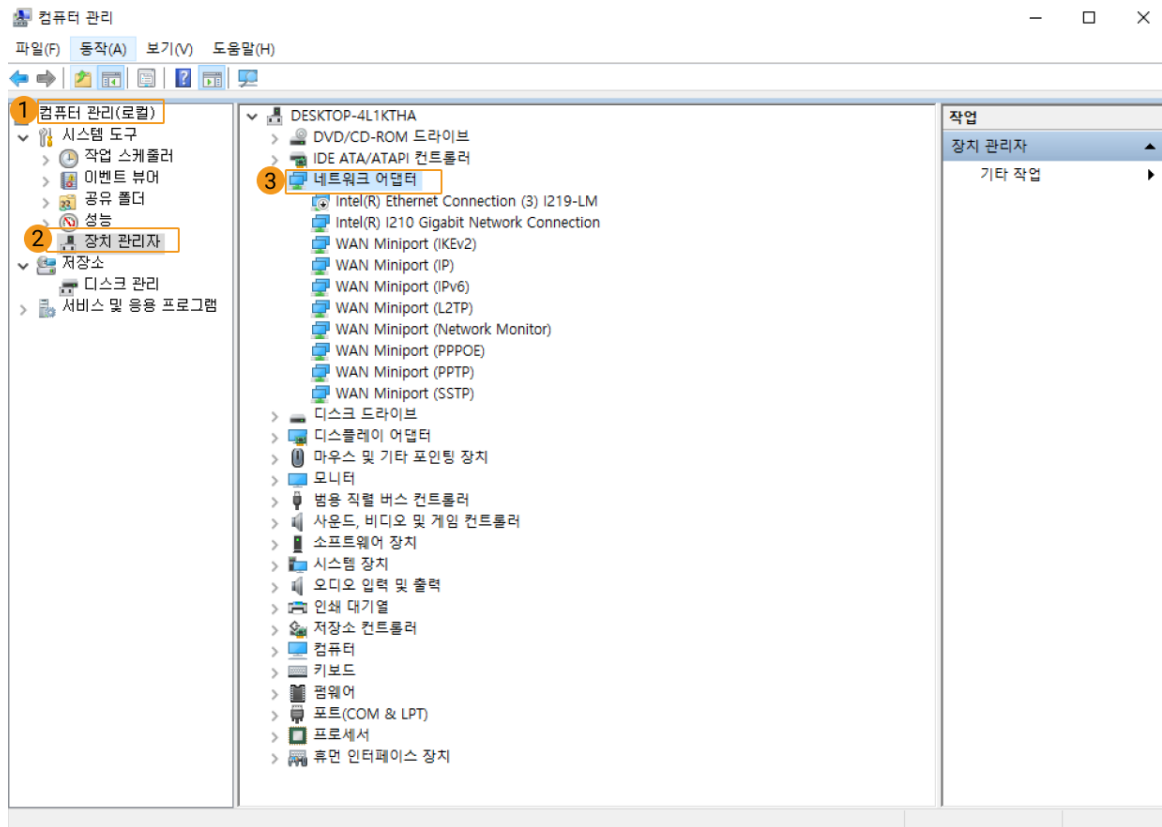 컴퓨터 관리
파일(F) 동작(A) 보기(V) 도움말(H)
1 컴퓨터 관리(로컬)
시스템 도구
작업 스케줄러
이벤트 뷰어
공유 폴더
성능
2 장치 관리자
저장소
디스크 관리
서비스 및 응용 프로그램
DESKTOP-4L1KTHA
DVD/CD-ROM 드라이브
IDE ATA/ATAPI 컨트롤러
3 네트워크 어댑터
Intel(R) Ethernet Connection (3) I219-LM
Intel(R) I210 Gigabit Network Connection
WAN Miniport (IKEv2)
WAN Miniport (IP)
WAN Miniport (IPv6)
WAN Miniport (L2TP)
WAN Miniport (Network Monitor)
WAN Miniport (PPPOE)
WAN Miniport (PPTP)
WAN Miniport (SSTP)
디스크 드라이브
디스플레이 어댑터
마우스 및 기타 포인팅 장치
모니터
범용 직렬 버스 컨트롤러
사운드, 비디오 및 게임 컨트롤러
소프트웨어 장치
시스템 장치
오디오 입력 및 출력
인쇄 대기열
저장소 컨트롤러
컴퓨터
키보드
펌웨어
포트(COM & LPT)
프로세서
휴먼 인터페이스 장치
작업
장치 관리자
기타 작업